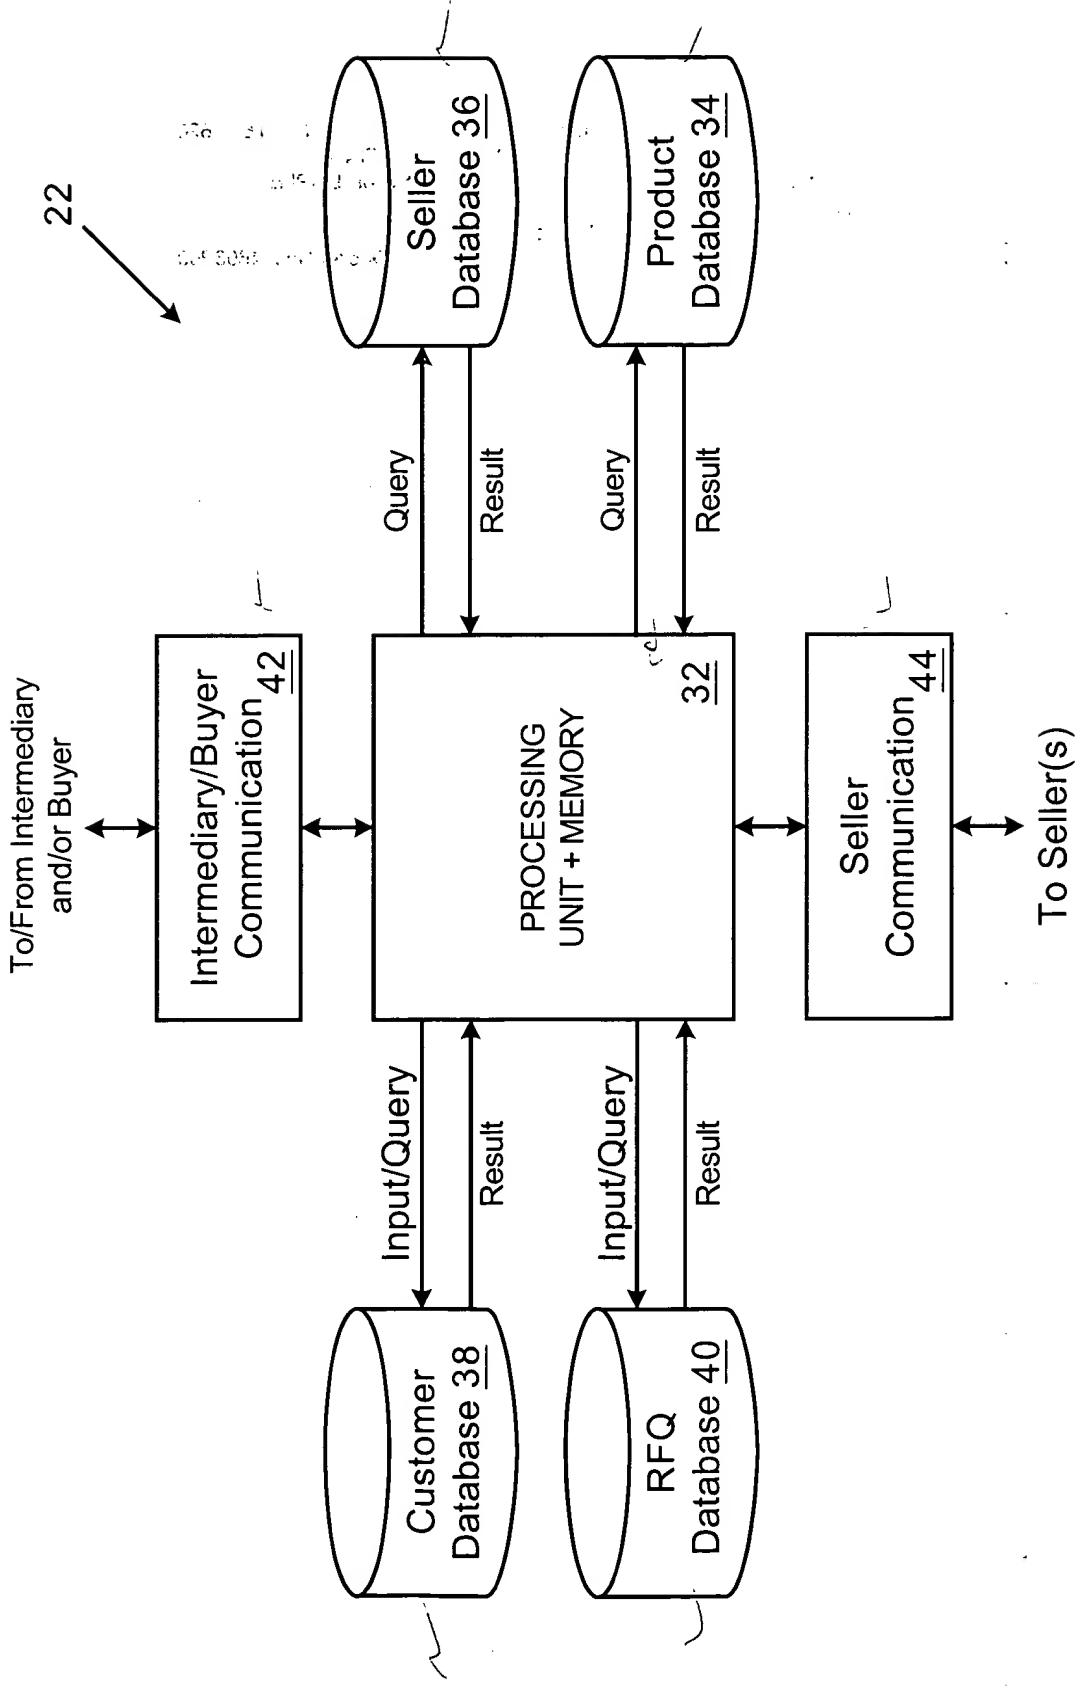 22
To/From Intermediary
and/or Buyer
Intermediary/Buyer
Communication 42
Customer
Database 38
Input/Query
Result
PROCESSING
UNIT + MEMORY
32
Query
Result
Seller
Database 36
RFQ
Database 40
Input/Query
Result
Query
Result
Product
Database 34
Seller
Communication 44
To Seller(s)